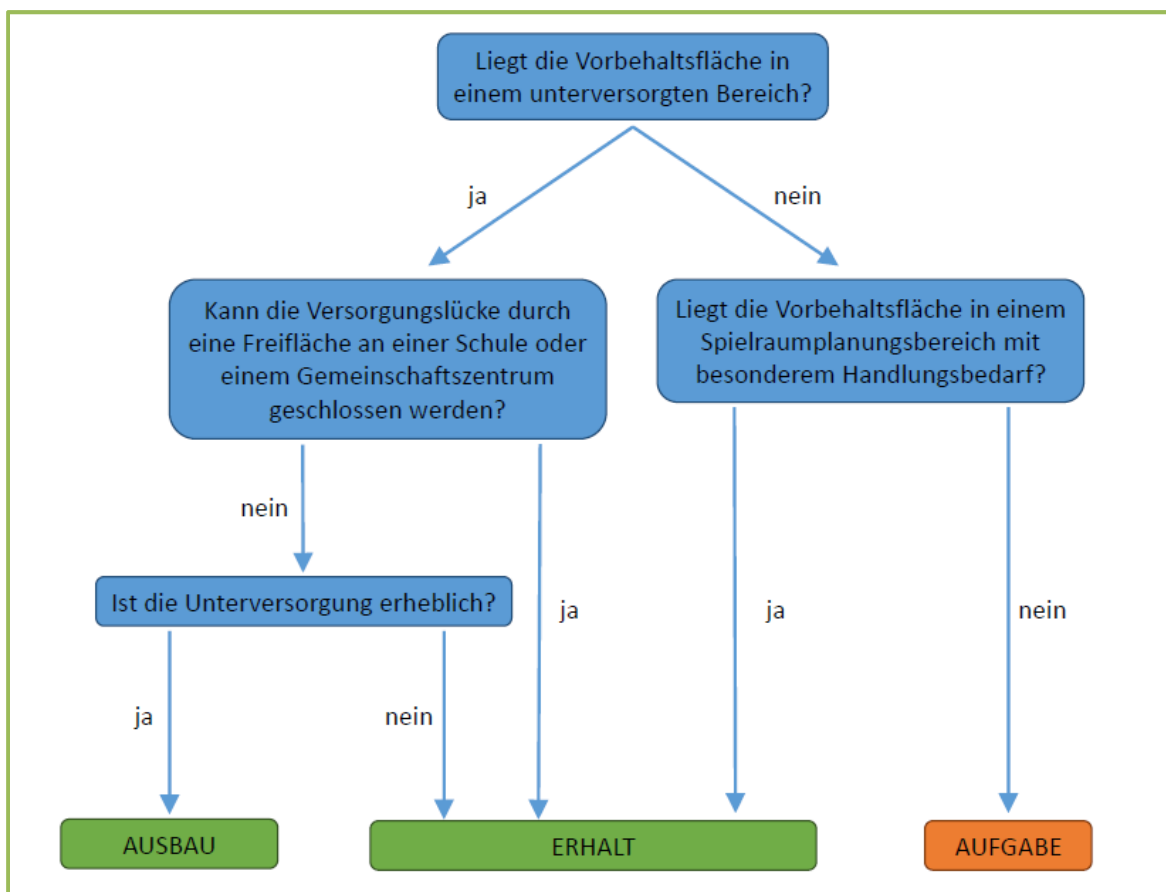 Liegt die Vorbehaltsfläche in
einem unterversorgten Bereich?
ja
nein
Kann die Versorgungslücke durch
eine Freifläche an einer Schule oder
einem Gemeinschaftszentrum
geschlossen werden?
Liegt die Vorbehaltsfläche in einem
Spielraumplanungsbereich mit
besonderem Handlungsbedarf?
nein
Ist die Unterversorgung erheblich?
ja
ja
nein
ja
nein
AUSBAU
ERHALT
AUFGABE